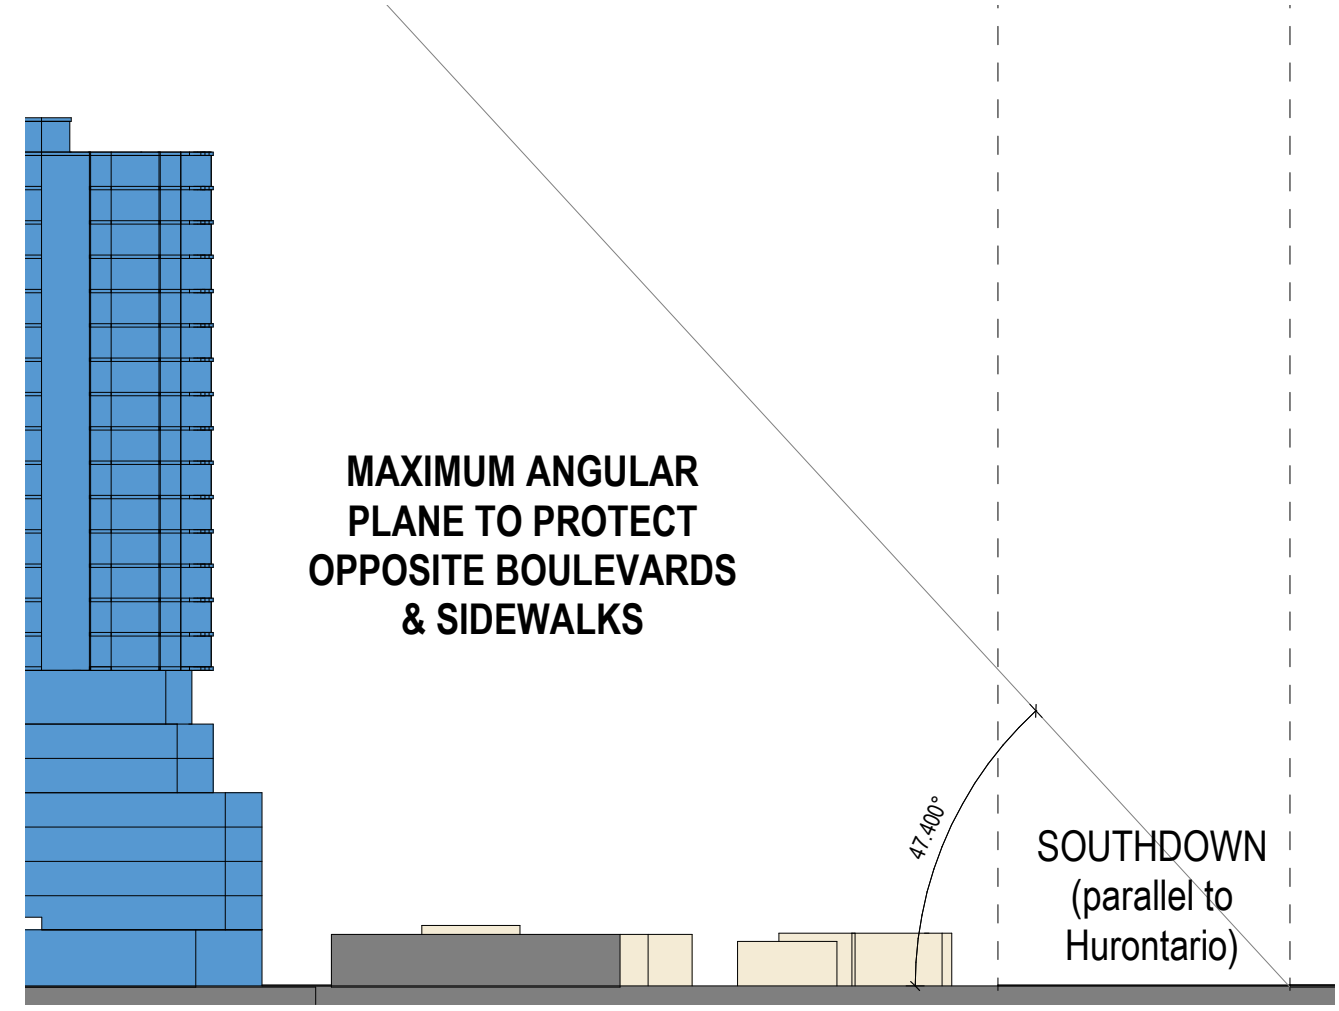 MAXIMUM ANGULAR
PLANE TO PROTECT
OPPOSITE BOULEVARDS
& SIDEWALKS
47.400°
SOUTHDOWN
(parallel to
Hurontario)